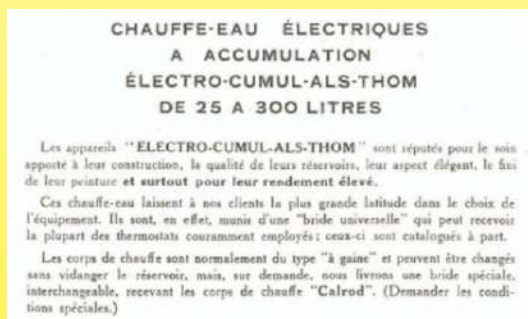 CHAUFFE-EAU ÉLECTRIQUES
A ACCUMULATION
ÉLECTRO-CUMUL-ALS-THOM
DE 25 A 300 LITRES
Les appareils "ELECTRO-CUMUL-ALS-THOM" sont réputés pour le soin
apporté à leur construction, la qualité de leurs réservoirs, leur aspect élégant, le fini
de leur peinture et surtout pour leur rendement élevé.
Ces chauffe-eau laissent à nos clients la plus grande latitude dans le choix de
l'équipement. Ils sont, en effet, munis d'une "bride universelle" qui peut recevoir
la plupart des thermostats couramment employés ; ceux-ci sont catalogués à part.
Les corps de chauffe sont normalement du type "à gaine" et peuvent être changés
sans vidanger le réservoir, mais, sur demande, nous livrons une bride spéciale,
interchangeable, recevant les corps de chauffe "Calrod". (Demander les condi-
tions spéciales.)